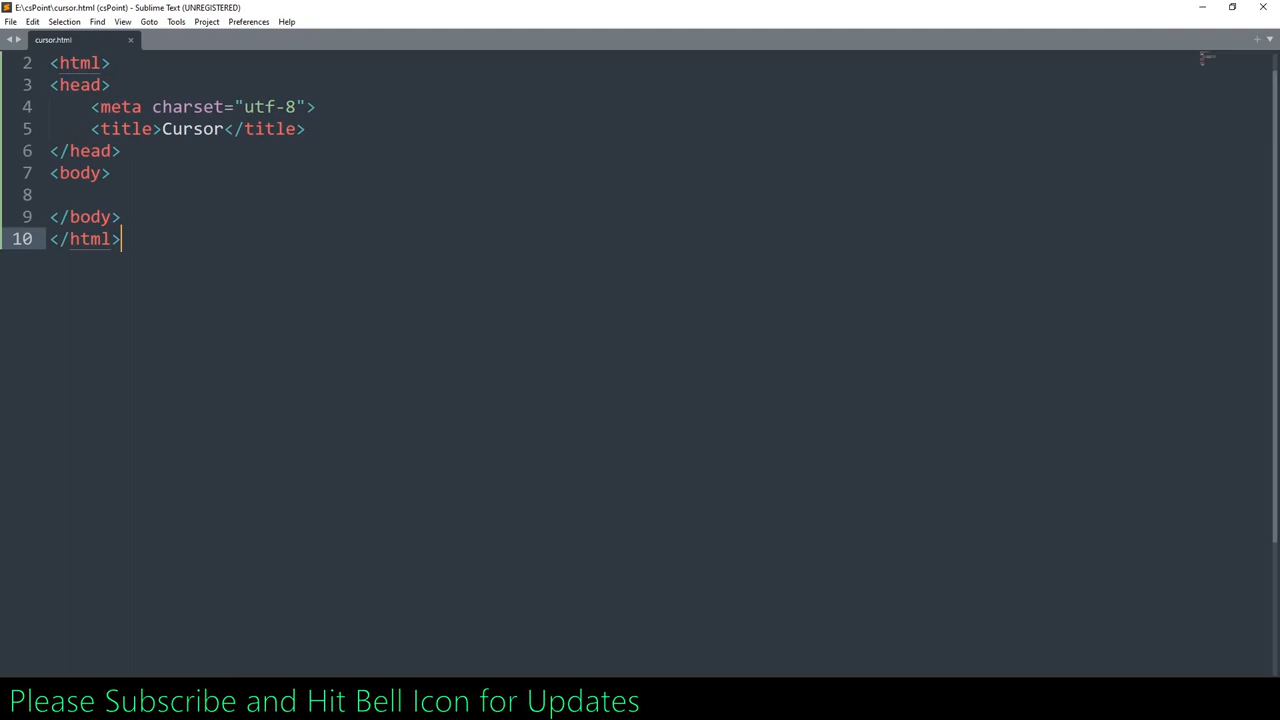 E:\csPoint\cursor.html (csPoint) - Sublime Text (UNREGISTERED)
File Edit Selection Find View Goto Tools Project Preferences Help
cursor.html
2 <html>
3 <head>
4 <meta charset="utf-8">
5 <title>Cursor</title>
6 </head>
7 <body>
8
9 </body>
10 </html>
Please Subscribe and Hit Bell Icon for Updates